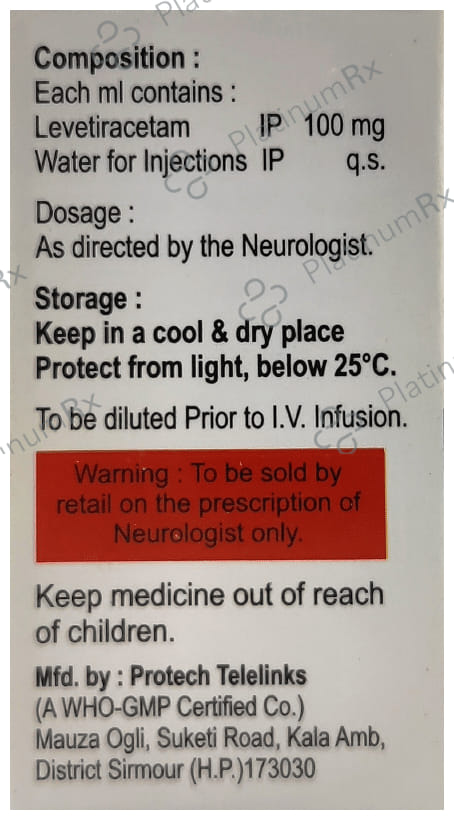 Composition :
Each ml contains :
Levetiracetam IP 100 mg
Water for Injections IP q.s.
Dosage :
As directed by the Neurologist.
Storage :
Keep in a cool & dry place
Protect from light, below 25°C.
To be diluted Prior to I.V. Infusion.
Warning : To be sold by
retail on the prescription of
Neurologist only.
Keep medicine out of reach
of children.
Mfd. by : Protech Telelinks
(A WHO-GMP Certified Co.)
Mauza Ogli, Suketi Road, Kala Amb,
District Sirmour (H.P.)173030
PlatinumRx
PlatinumRx